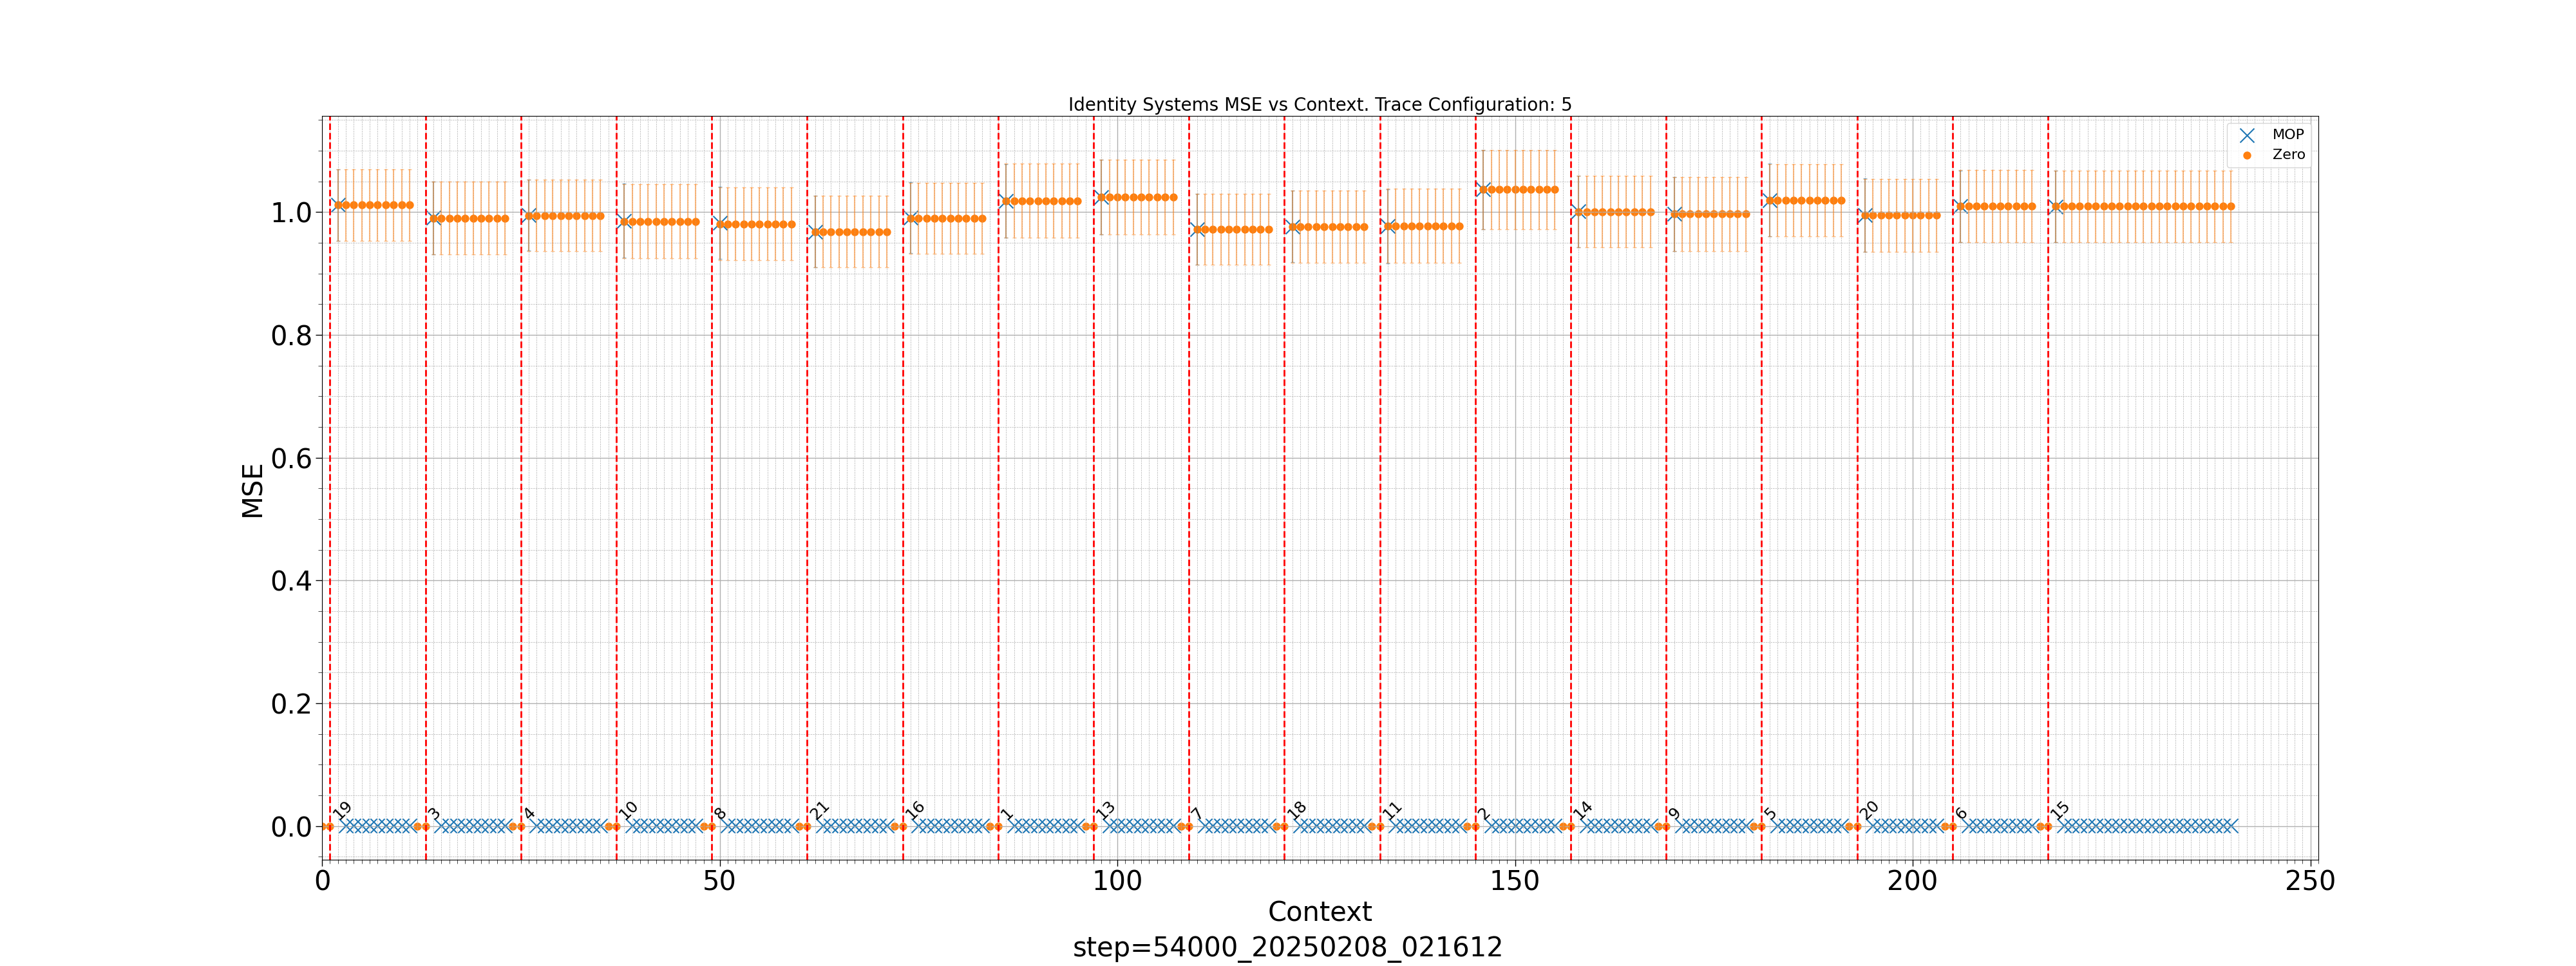 Identity Systems MSE vs Context. Trace Configuration: 5
MOP
Zero
1.0
0.8
0.6
0.4
0.2
0.0
MSE
19 3 4 10 8 21 16 1 13 7 18 11 2 14 9 5 20 6 15
0 50 100 150 200 250
Context
step=54000_20250208_021612